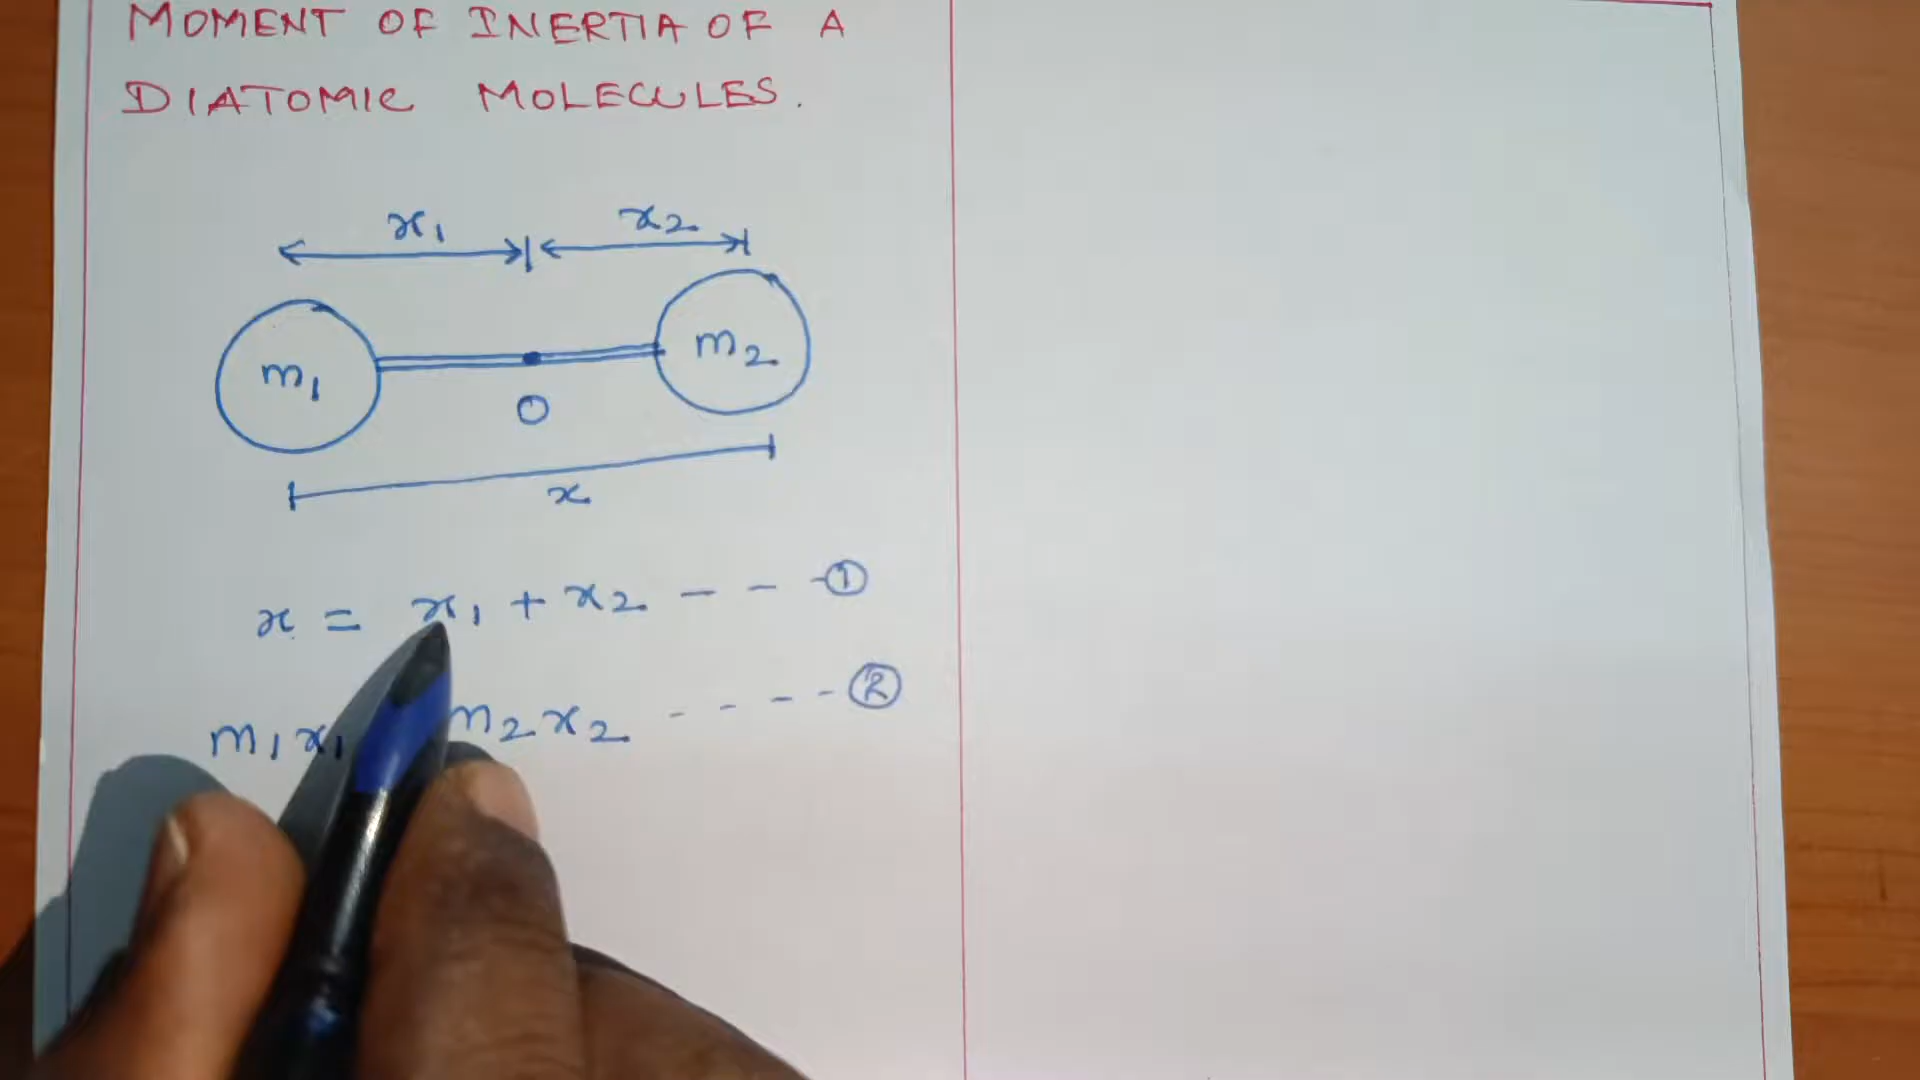 MOMENT OF INERTIA OF A
DIATOMIC MOLECULES.
x₁ x₂
m₁ m₂
O
x
x = x₁ + x₂ - - - ①
m₁x₁ m₂x₂ - - - - ②